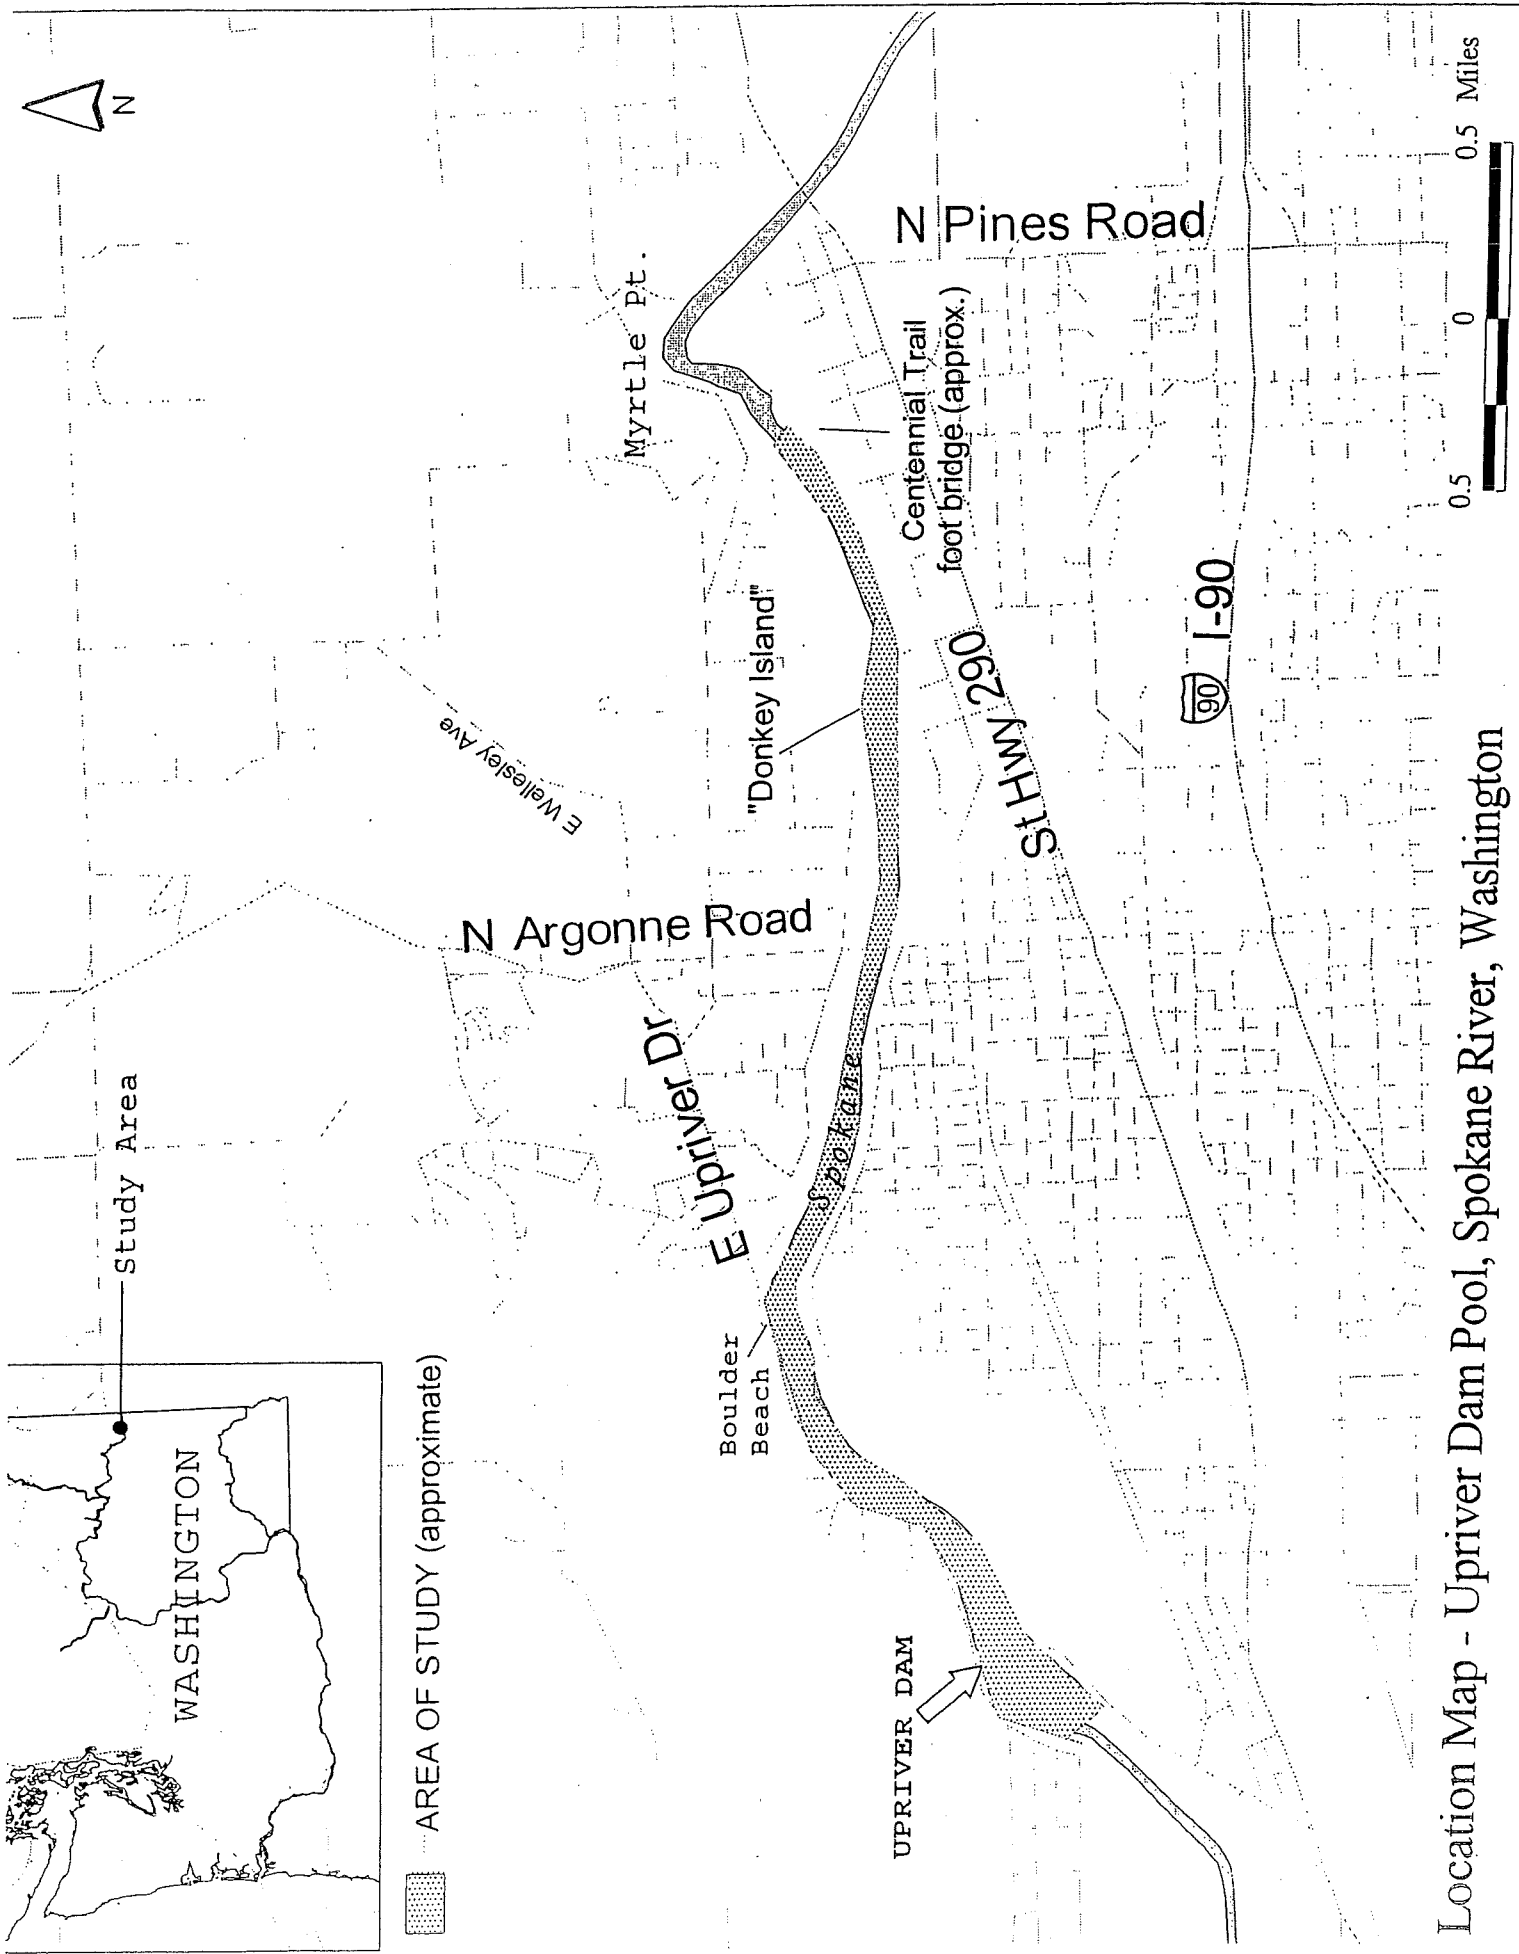 Study Area
WASHINGTON
AREA OF STUDY (approximate)
N
E Wellesley Ave
N Argonne Road
E Upriver Dr
Myrtle Pt.
"Donkey Island"
Boulder
Beach
Spokane
N Pines Road
Centennial Trail
foot bridge (approx.)
St Hwy 290
UPRIVER DAM
90
I-90
0.5
0
0.5
Miles
Location Map - Upriver Dam Pool, Spokane River, Washington